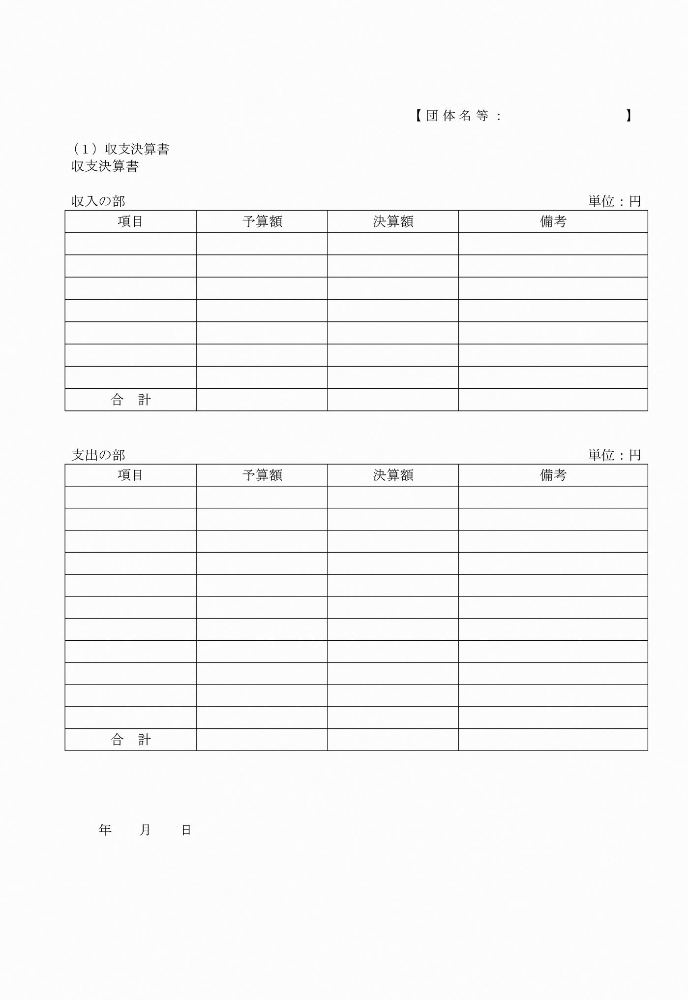 【団体名等： 】
（１）収支決算書
収支決算書
収入の部 単位：円
項目 予算額 決算額 備考
合　計
支出の部 単位：円
項目 予算額 決算額 備考
合　計
年　　月　　日